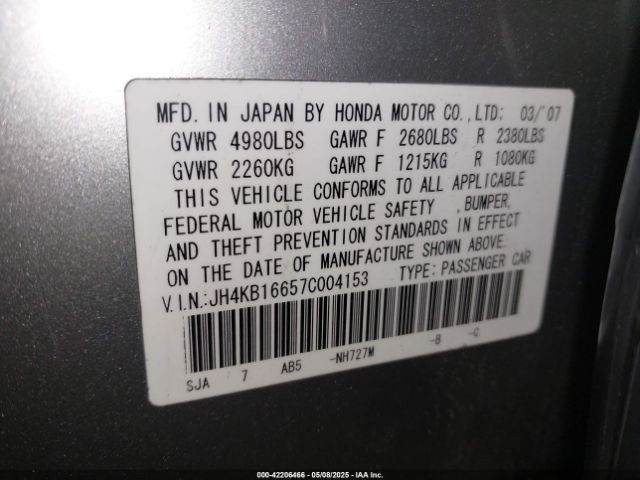 MFD. IN JAPAN BY HONDA MOTOR CO.,LTD; 03/'07
GVWR 4980LBS GAWR F 2680LBS R 2380LBS
GVWR 2260KG GAWR F 1215KG R 1080KG
THIS VEHICLE CONFORMS TO ALL APPLICABLE
FEDERAL MOTOR VEHICLE SAFETY ,BUMPER,
AND THEFT PREVENTION STANDARDS IN EFFECT
ON THE DATE OF MANUFACTURE SHOWN ABOVE.
V.I.N.:JH4KB16657C004153 TYPE: PASSENGER CAR
SJA 7 AB5 -NH727M -B -C
000-42206466 - 05/08/2025 - IAA Inc.